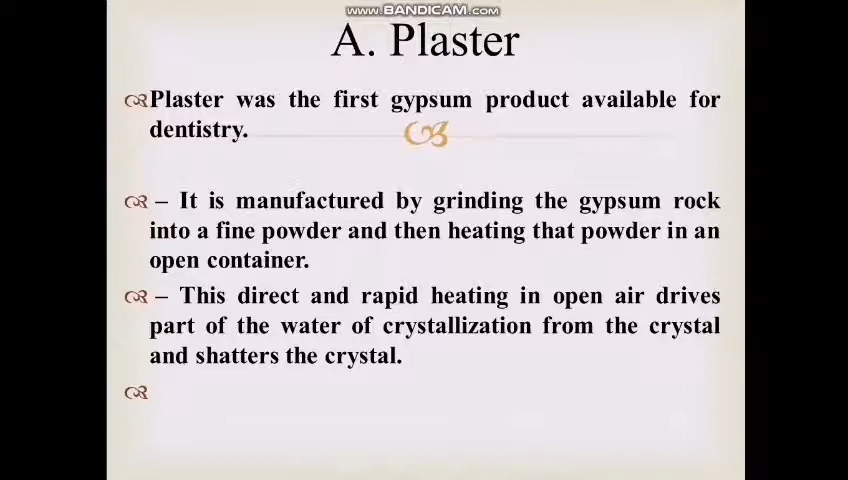 www.BANDICAM.com
A. Plaster
Plaster was the first gypsum product available for
dentistry.
– It is manufactured by grinding the gypsum rock
into a fine powder and then heating that powder in an
open container.
– This direct and rapid heating in open air drives
part of the water of crystallization from the crystal
and shatters the crystal.